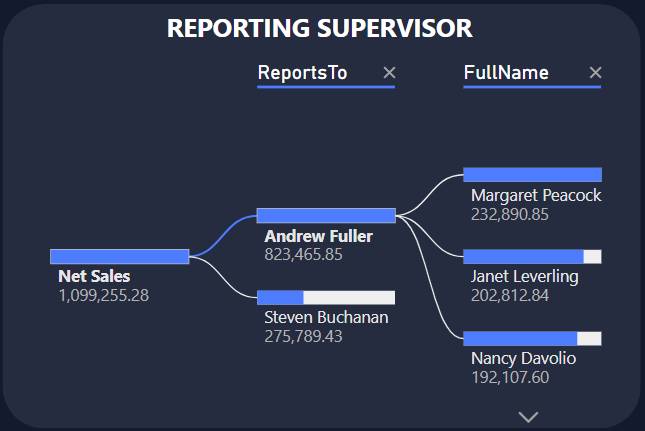 REPORTING SUPERVISOR
ReportsTo
FullName
Margaret Peacock
232,890.85
Andrew Fuller
823,465.85
Net Sales
1,099,255.28
Janet Leverling
202,812.84
Steven Buchanan
275,789.43
Nancy Davolio
192,107.60